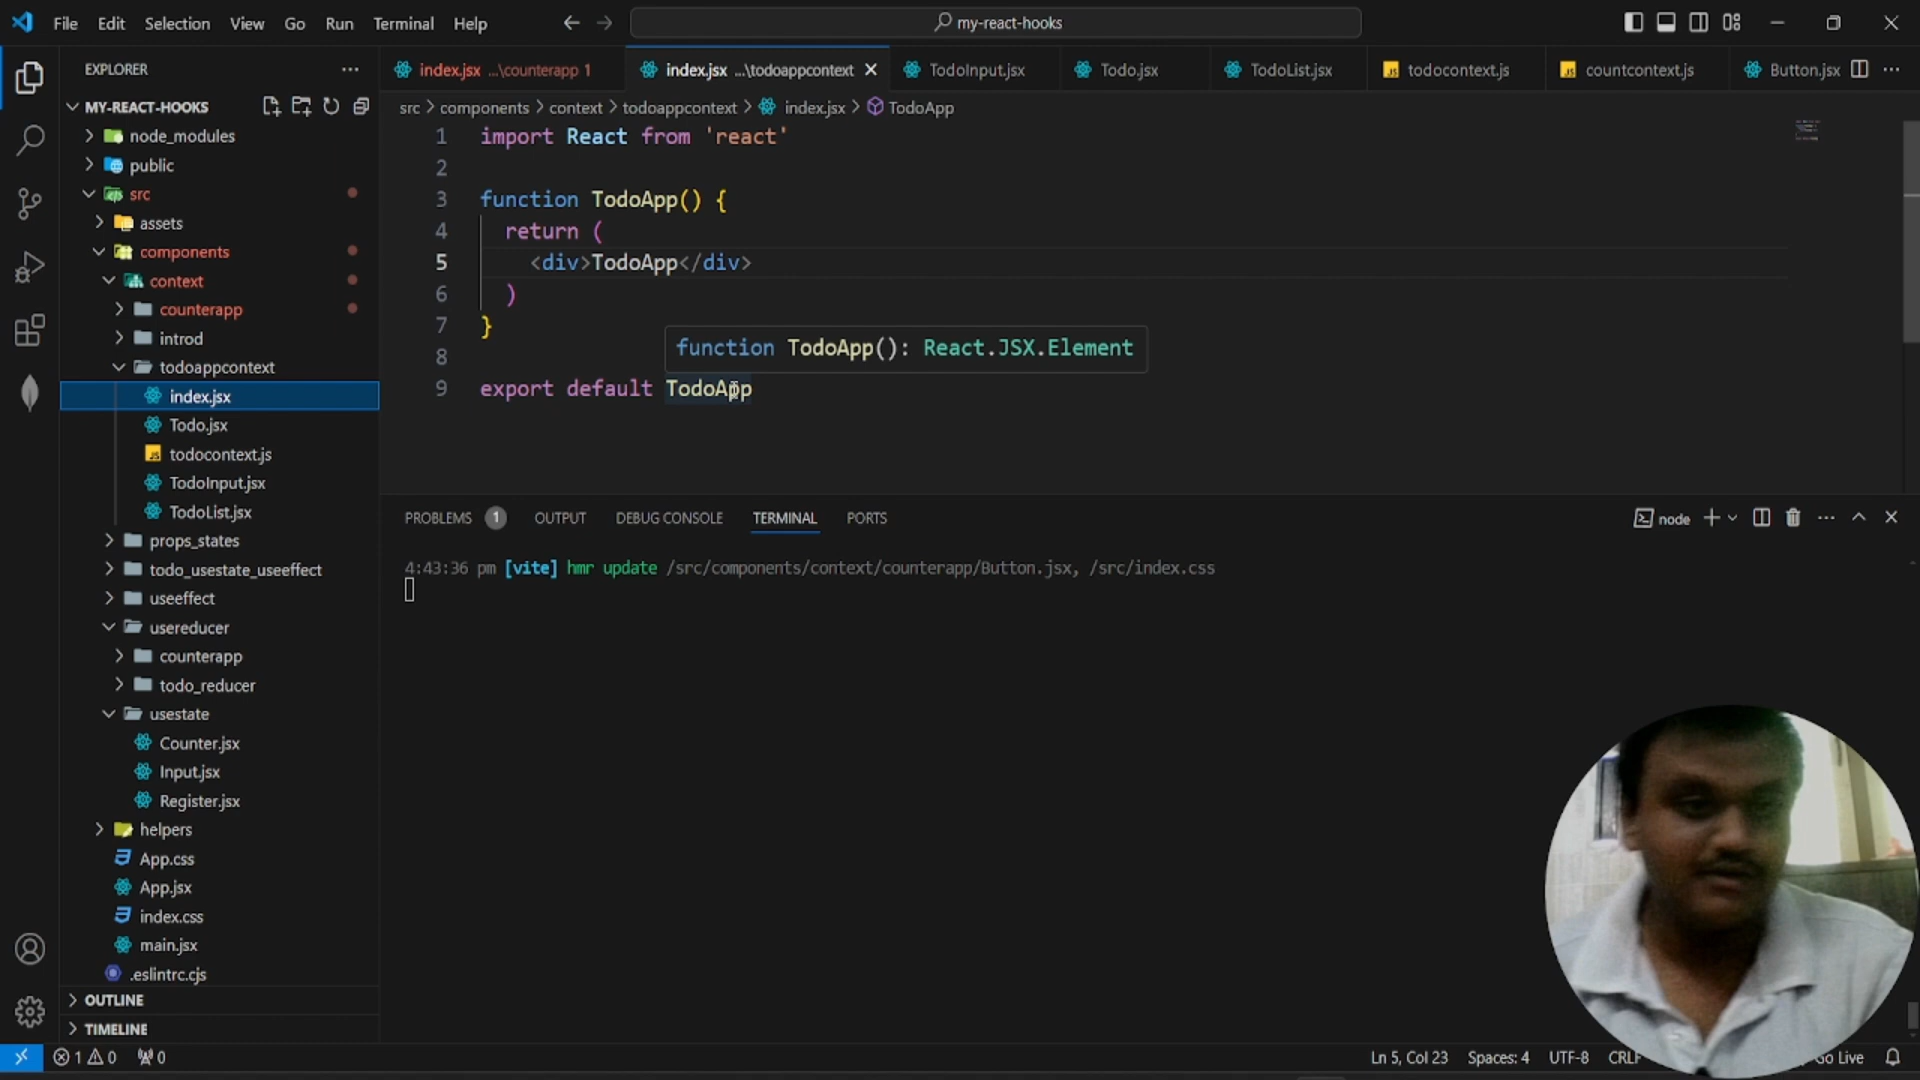 File Edit Selection View Go Run Terminal Help
my-react-hooks
EXPLORER
MY-REACT-HOOKS
node_modules
public
src
assets
components
context
counterapp
introd
todoappcontext
index.jsx
Todo.jsx
todocontext.js
TodoInput.jsx
TodoList.jsx
props_states
todo_usestate_useeffect
useeffect
usereducer
counterapp
todo_reducer
usestate
Counter.jsx
Input.jsx
Register.jsx
helpers
App.css
App.jsx
index.css
main.jsx
.eslintrc.cjs
OUTLINE
TIMELINE
index.jsx ...\counterapp 1
index.jsx ...\todoappcontext
TodoInput.jsx
Todo.jsx
TodoList.jsx
todocontext.js
countcontext.js
Button.jsx
src > components > context > todoappcontext > index.jsx > TodoApp
1 import React from 'react'
2
3 function TodoApp() {
4 return (
5 <div>TodoApp</div>
6 )
7 }
8
function TodoApp(): React.JSX.Element
9 export default TodoApp
PROBLEMS 1 OUTPUT DEBUG CONSOLE TERMINAL PORTS
node
4:43:36 pm [vite] hmr update /src/components/context/counterapp/Button.jsx, /src/index.css
1 0 0
Ln 5, Col 23 Spaces: 4 UTF-8 CRLF Go Live